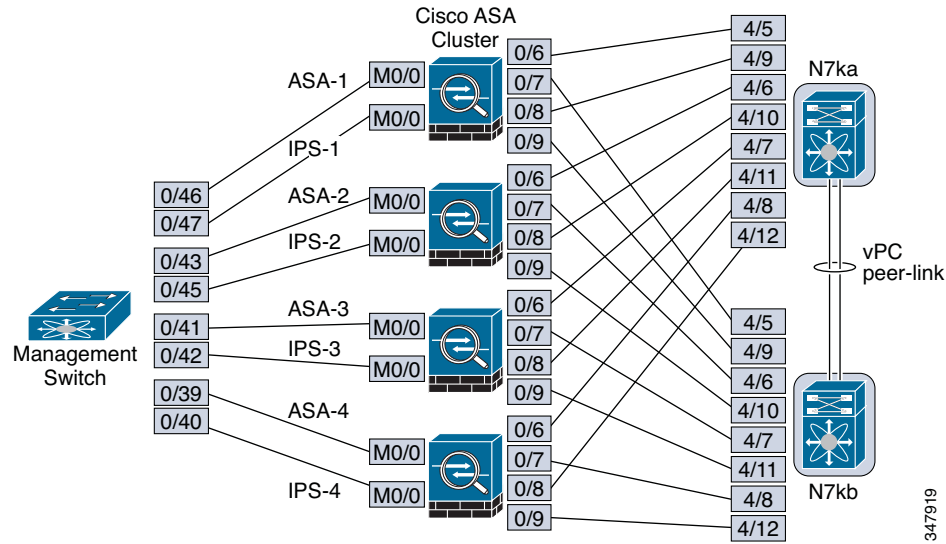 Cisco ASA
Cluster
ASA-1
M0/0
M0/0
IPS-1
0/6
0/7
0/8
0/9
ASA-2
M0/0
IPS-2
M0/0
0/6
0/7
0/8
0/9
ASA-3
M0/0
IPS-3
M0/0
0/6
0/7
0/8
0/9
ASA-4
M0/0
IPS-4
M0/0
0/6
0/7
0/8
0/9
0/46
0/47
0/43
0/45
0/41
0/42
0/39
0/40
Management
Switch
4/5
4/9
4/6
4/10
4/7
4/11
4/8
4/12
N7ka
vPC
peer-link
4/5
4/9
4/6
4/10
4/7
4/11
4/8
4/12
N7kb
347919